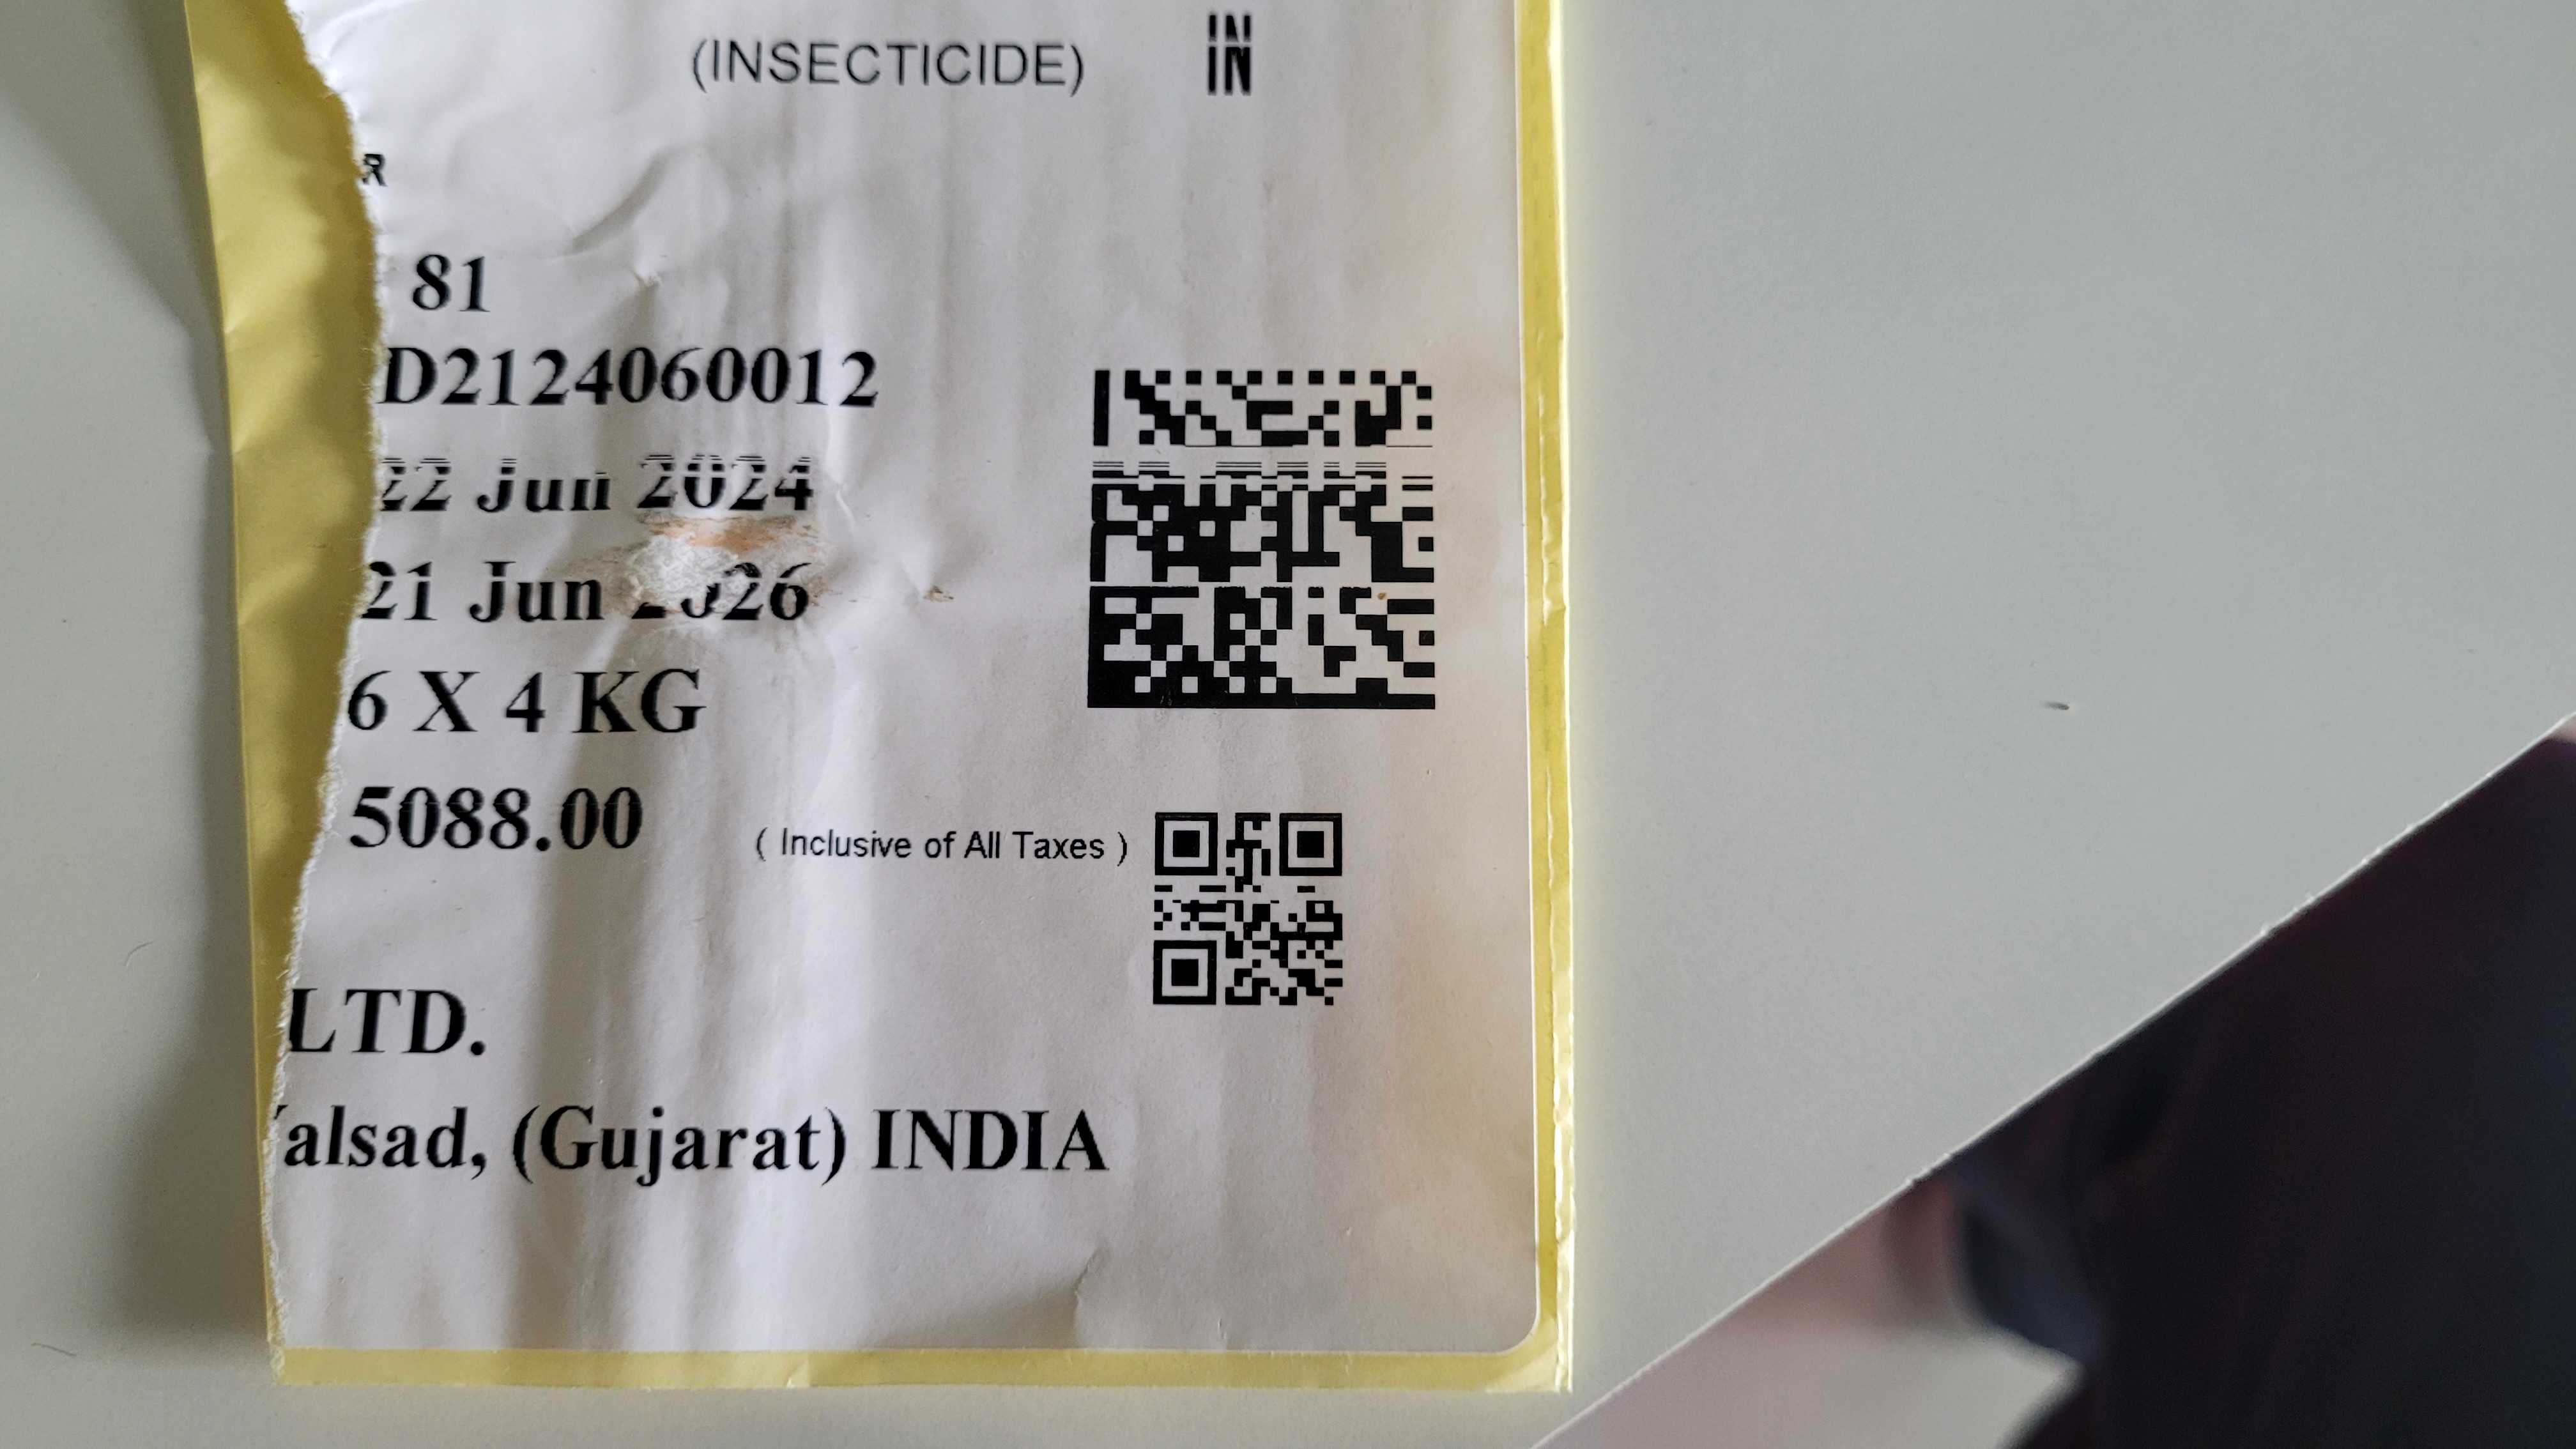 (INSECTICIDE) IN
R
81
D2124060012
22 Jun 2024
21 Jun 2026
6 X 4 KG
5088.00 ( Inclusive of All Taxes )
LTD.
alsad, (Gujarat) INDIA